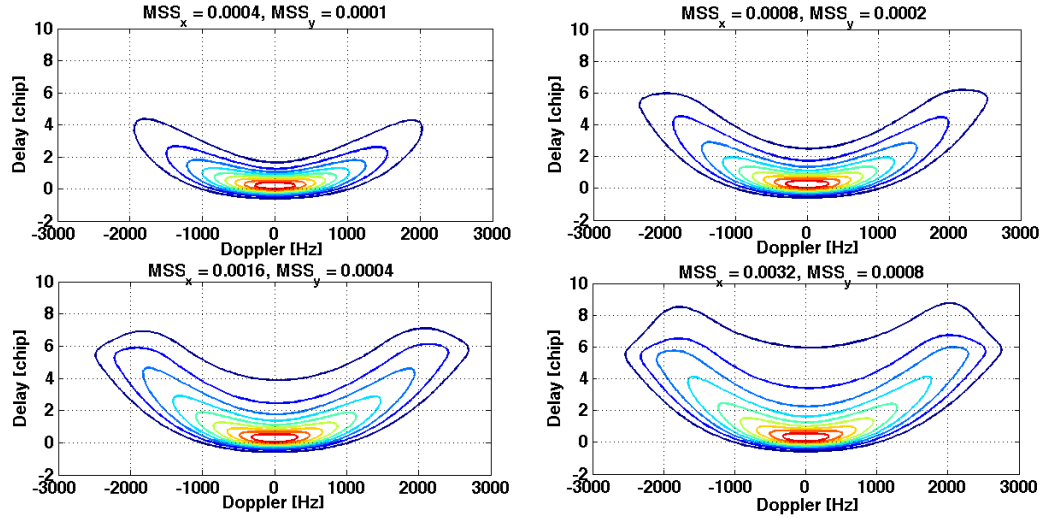 MSSx = 0.0004, MSSy = 0.0001
Delay [chip]
10
8
6
4
2
0
-2
-3000 -2000 -1000 0 1000 2000 3000
Doppler [Hz]
MSSx = 0.0008, MSSy = 0.0002
Delay [chip]
10
8
6
4
2
0
-2
-3000 -2000 -1000 0 1000 2000 3000
Doppler [Hz]
MSSx = 0.0016, MSSy = 0.0004
Delay [chip]
10
8
6
4
2
0
-2
-3000 -2000 -1000 0 1000 2000 3000
Doppler [Hz]
MSSx = 0.0032, MSSy = 0.0008
Delay [chip]
10
8
6
4
2
0
-2
-3000 -2000 -1000 0 1000 2000 3000
Doppler [Hz]